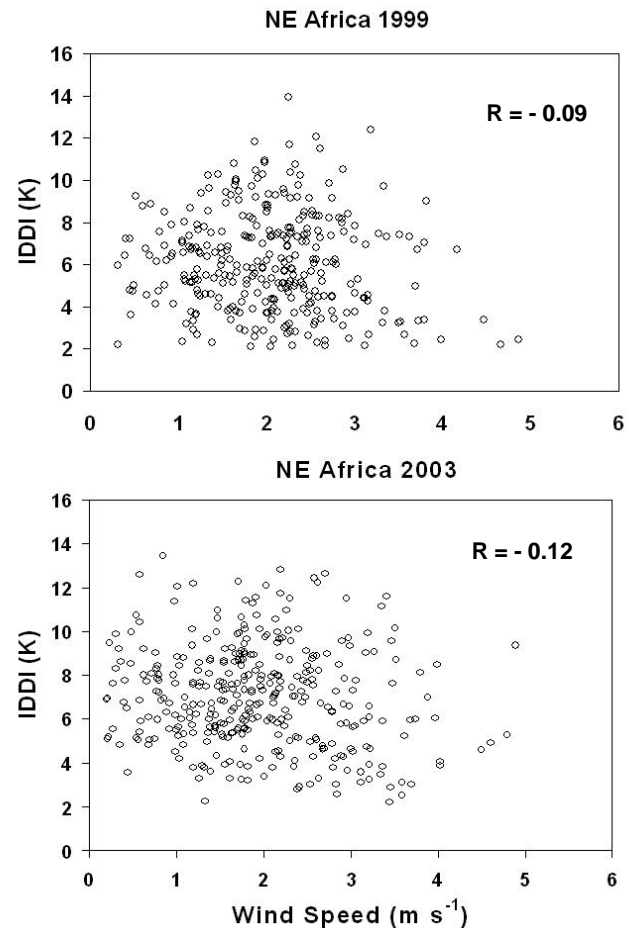 NE Africa 1999
16
14
12
10
8
6
4
2
0
IDDI (K)
R = - 0.09
0 1 2 3 4 5 6
NE Africa 2003
16
14
12
10
8
6
4
2
0
IDDI (K)
R = - 0.12
0 1 2 3 4 5 6
Wind Speed (m s⁻¹)